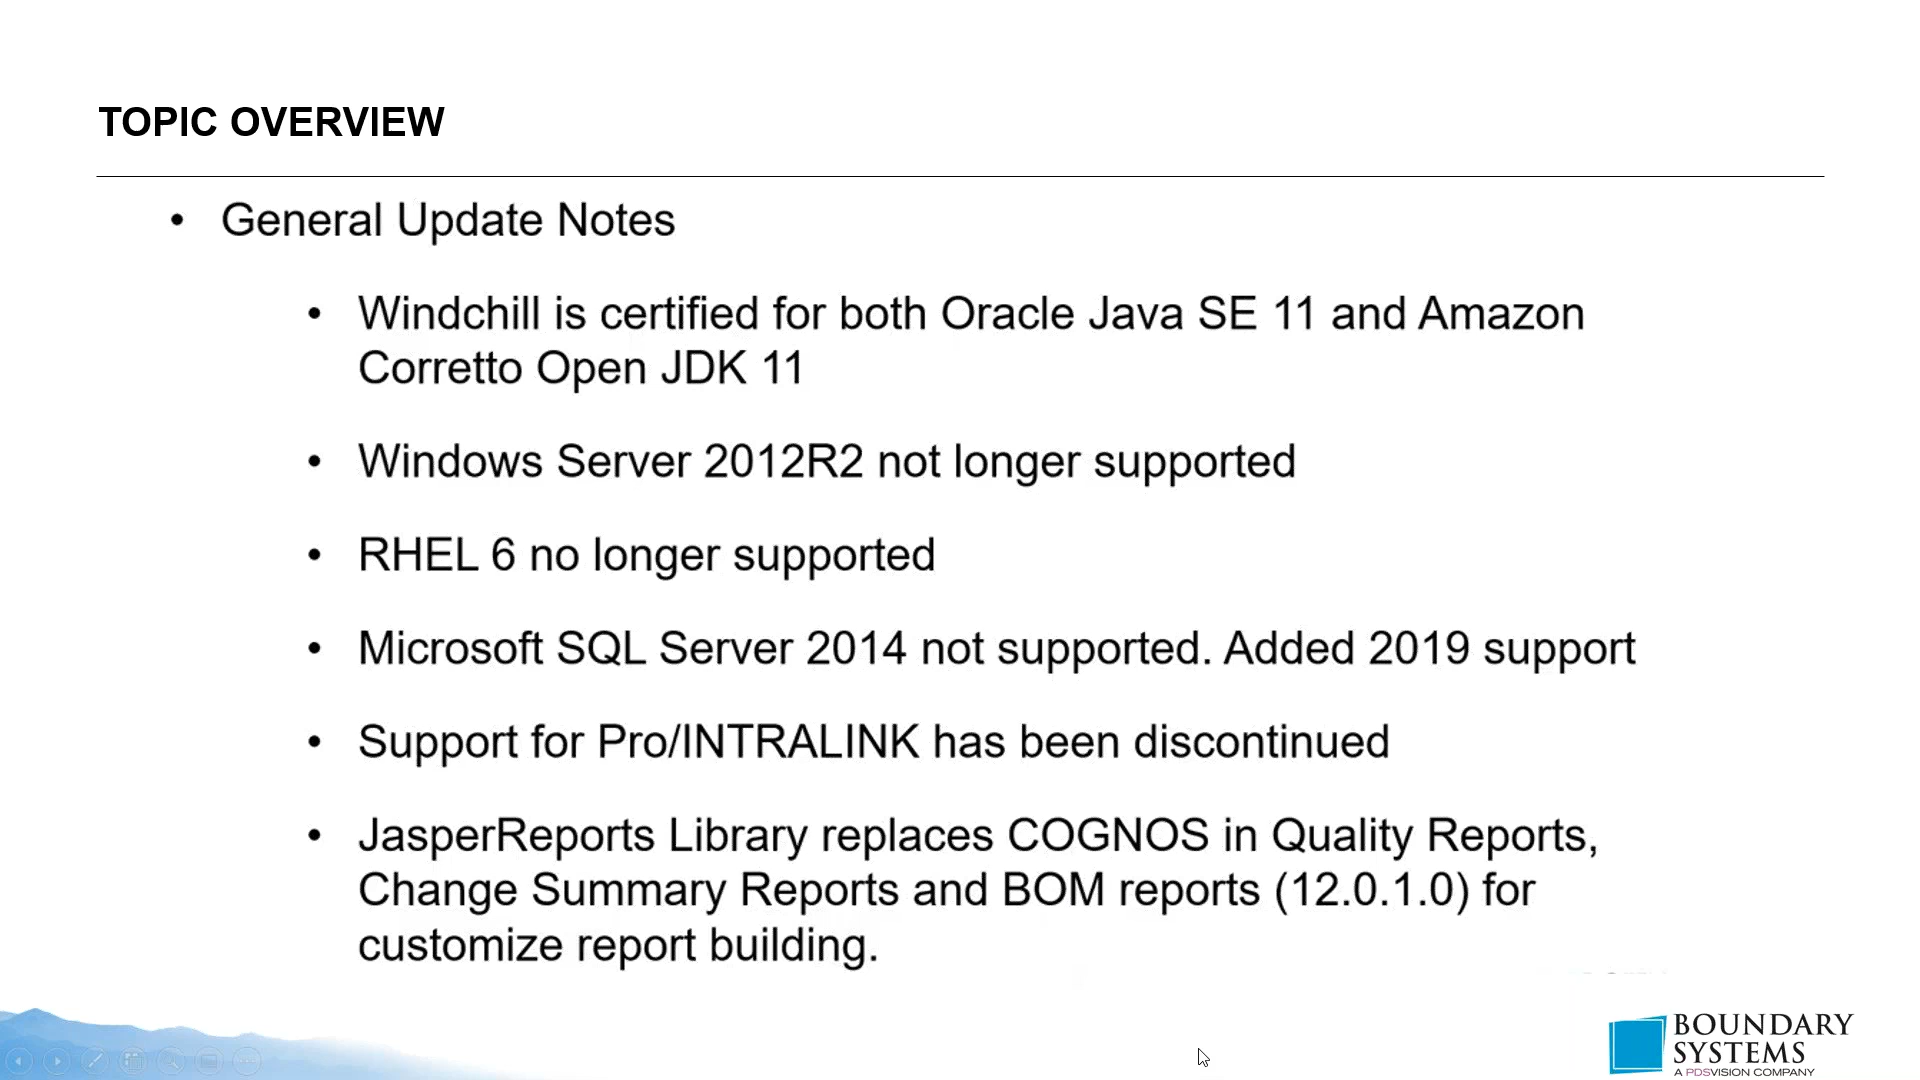 TOPIC OVERVIEW
• General Update Notes
• Windchill is certified for both Oracle Java SE 11 and Amazon
Corretto Open JDK 11
• Windows Server 2012R2 not longer supported
• RHEL 6 no longer supported
• Microsoft SQL Server 2014 not supported. Added 2019 support
• Support for Pro/INTRALINK has been discontinued
• JasperReports Library replaces COGNOS in Quality Reports,
Change Summary Reports and BOM reports (12.0.1.0) for
customize report building.
BOUNDARY
SYSTEMS
A PDSVISION COMPANY